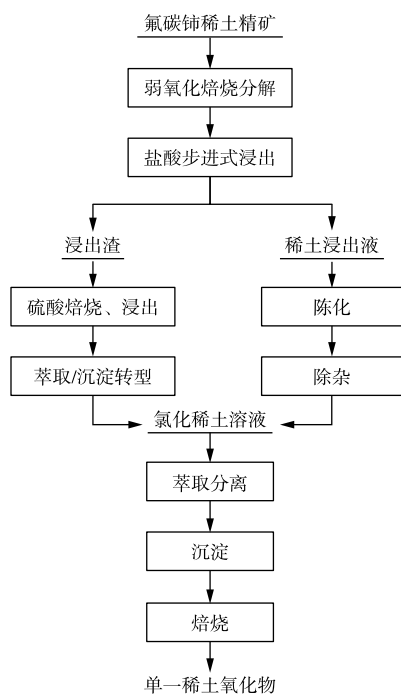 氟碳铈稀土精矿
弱氧化焙烧分解
盐酸步进式浸出
浸出渣
稀土浸出液
硫酸焙烧、浸出
陈化
萃取/沉淀转型
除杂
氯化稀土溶液
萃取分离
沉淀
焙烧
单一稀土氧化物